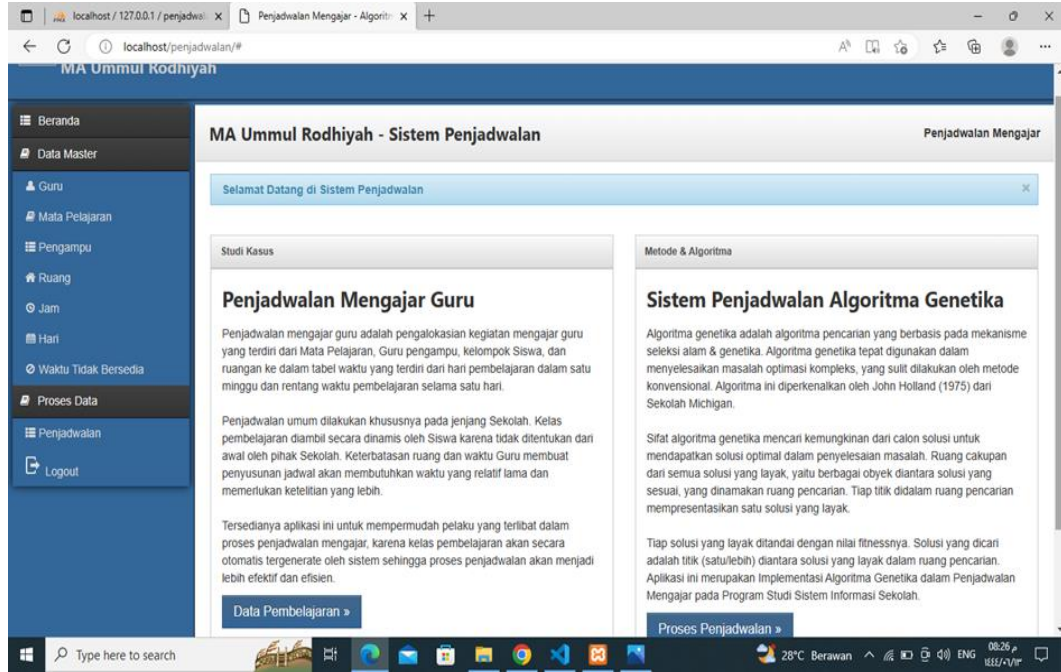 localhost / 127.0.0.1 / penjadwal
Penjadwalan Mengajar - Algoritm
localhost/penjadwalan/#
MA Ummul Rodhiyah
Beranda
Data Master
Guru
Mata Pelajaran
Pengampu
Ruang
Jam
Hari
Waktu Tidak Bersedia
Proses Data
Penjadwalan
Logout
MA Ummul Rodhiyah - Sistem Penjadwalan
Penjadwalan Mengajar
Selamat Datang di Sistem Penjadwalan
Studi Kasus
Penjadwalan Mengajar Guru
Penjadwalan mengajar guru adalah pengalokasian kegiatan mengajar guru
yang terdiri dari Mata Pelajaran, Guru pengampu, kelompok Siswa, dan
ruangan ke dalam tabel waktu yang terdiri dari hari pembelajaran dalam satu
minggu dan rentang waktu pembelajaran selama satu hari.
Penjadwalan umum dilakukan khususnya pada jenjang Sekolah. Kelas
pembelajaran diambil secara dinamis oleh Siswa karena tidak ditentukan dari
awal oleh pihak Sekolah. Keterbatasan ruang dan waktu Guru membuat
penyusunan jadwal akan membutuhkan waktu yang relatif lama dan
memerlukan ketelitian yang lebih.
Tersedianya aplikasi ini untuk mempermudah pelaku yang terlibat dalam
proses penjadwalan mengajar, karena kelas pembelajaran akan secara
otomatis tergenerate oleh sistem sehingga proses penjadwalan akan menjadi
lebih efektif dan efisien.
Data Pembelajaran »
Metode & Algoritma
Sistem Penjadwalan Algoritma Genetika
Algoritma genetika adalah algoritma pencarian yang berbasis pada mekanisme
seleksi alam & genetika. Algoritma genetika tepat digunakan dalam
menyelesaikan masalah optimasi kompleks, yang sulit dilakukan oleh metode
konvensional. Algoritma ini diperkenalkan oleh John Holland (1975) dari
Sekolah Michigan.
Sifat algoritma genetika mencari kemungkinan dari calon solusi untuk
mendapatkan solusi optimal dalam penyelesaian masalah. Ruang cakupan
dari semua solusi yang layak, yaitu berbagai obyek diantara solusi yang
sesuai, yang dinamakan ruang pencarian. Tiap titik didalam ruang pencarian
mempresentasikan satu solusi yang layak.
Tiap solusi yang layak ditandai dengan nilai fitnessnya. Solusi yang dicari
adalah titik (satu/lebih) diantara solusi yang layak dalam ruang pencarian.
Aplikasi ini merupakan Implementasi Algoritma Genetika dalam Penjadwalan
Mengajar pada Program Studi Sistem Informasi Sekolah.
Proses Penjadwalan »
Type here to search
28°C Berawan
ENG
08:26 م